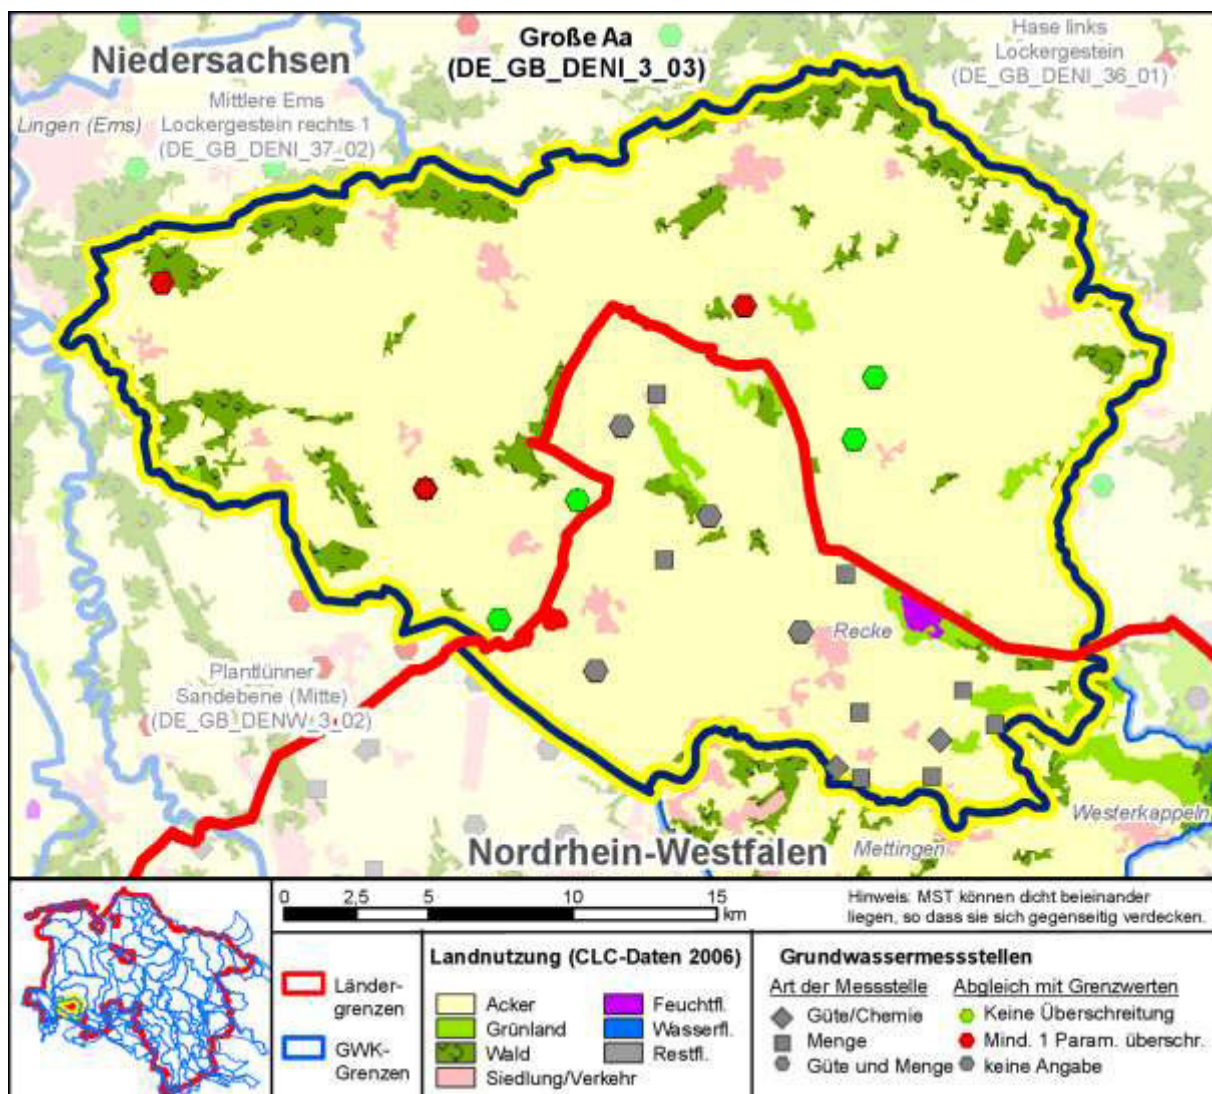 Niedersachsen
Große Aa
(DE_GB_DENI_3_03)
Hase links
Lockergestein
(DE_GB_DENI_36_01)
Lingen (Ems)
Mittlere Ems
Lockergestein rechts 1
(DE_GB_DENI_37_02)
Recke
Plantlünner
Sandebene (Mitte)
(DE_GB_DENW_3_02)
Westerkappeln
Nordrhein-Westfalen
Mettingen
0 2,5 5 10 15
km
Hinweis: MST können dicht beieinander
liegen, so dass sie sich gegenseitig verdecken.
Länder-
grenzen
GWK-
Grenzen
Landnutzung (CLC-Daten 2006)
Acker
Grünland
Wald
Siedlung/Verkehr
Feuchtfl.
Wasserfl.
Restfl.
Grundwassermessstellen
Art der Messstelle
Güte/Chemie
Menge
Güte und Menge
Abgleich mit Grenzwerten
Keine Überschreitung
Mind. 1 Param. überschr.
keine Angabe